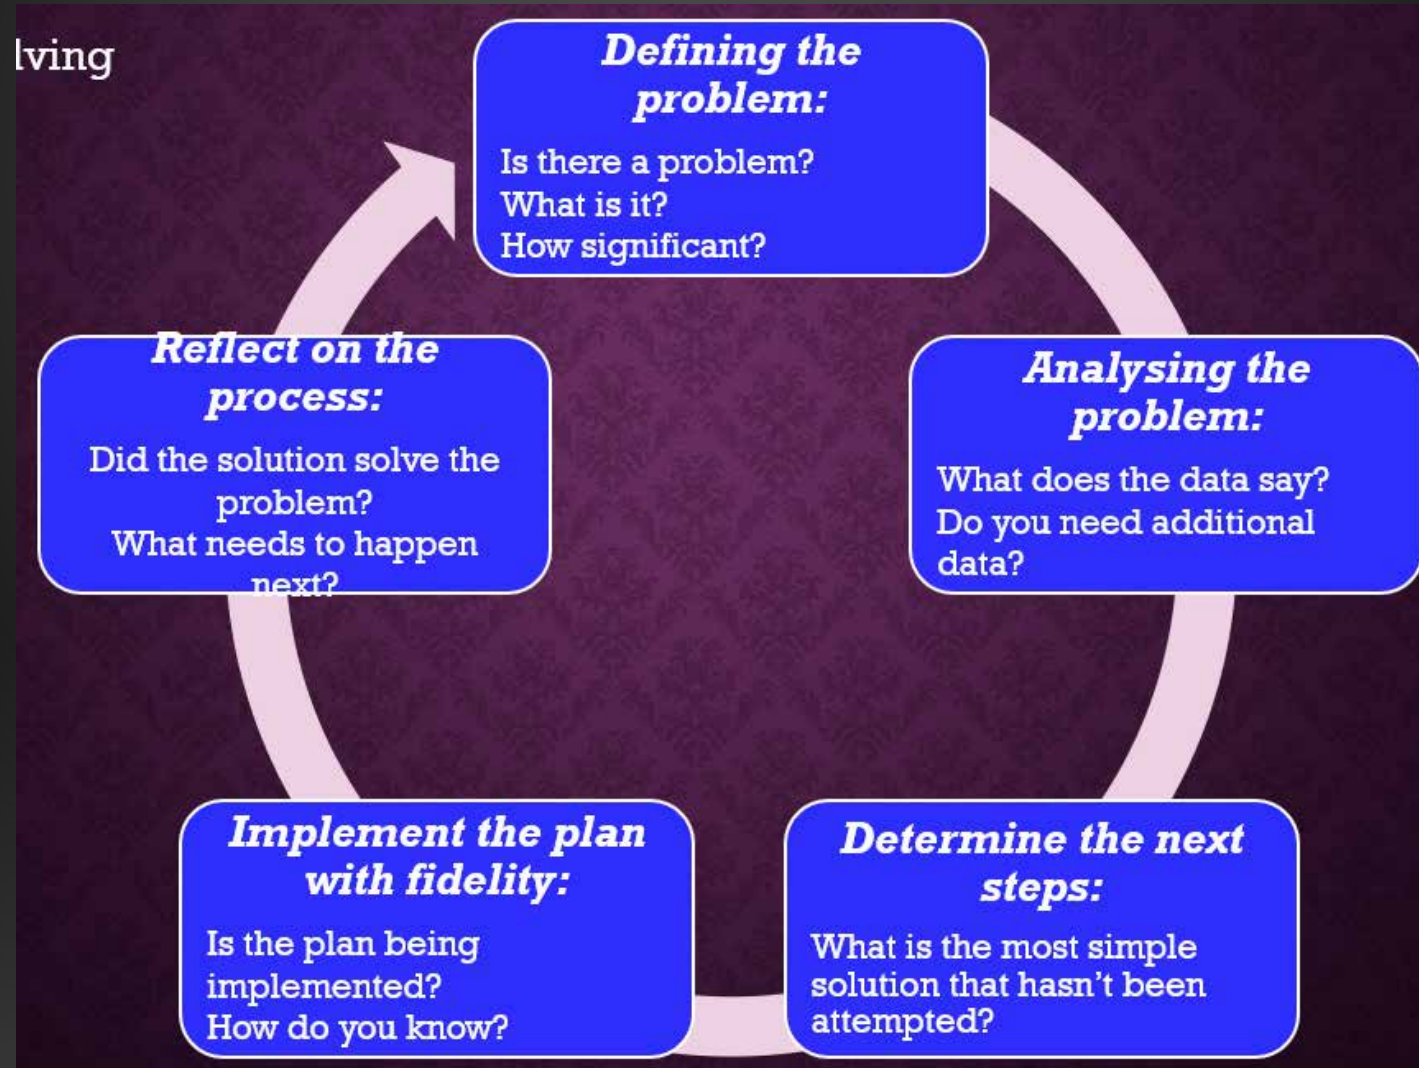 lving
Defining the
problem:
Is there a problem?
What is it?
How significant?
Analysing the
problem:
What does the data say?
Do you need additional
data?
Determine the next
steps:
What is the most simple
solution that hasn't been
attempted?
Implement the plan
with fidelity:
Is the plan being
implemented?
How do you know?
Reflect on the
process:
Did the solution solve the
problem?
What needs to happen
next?